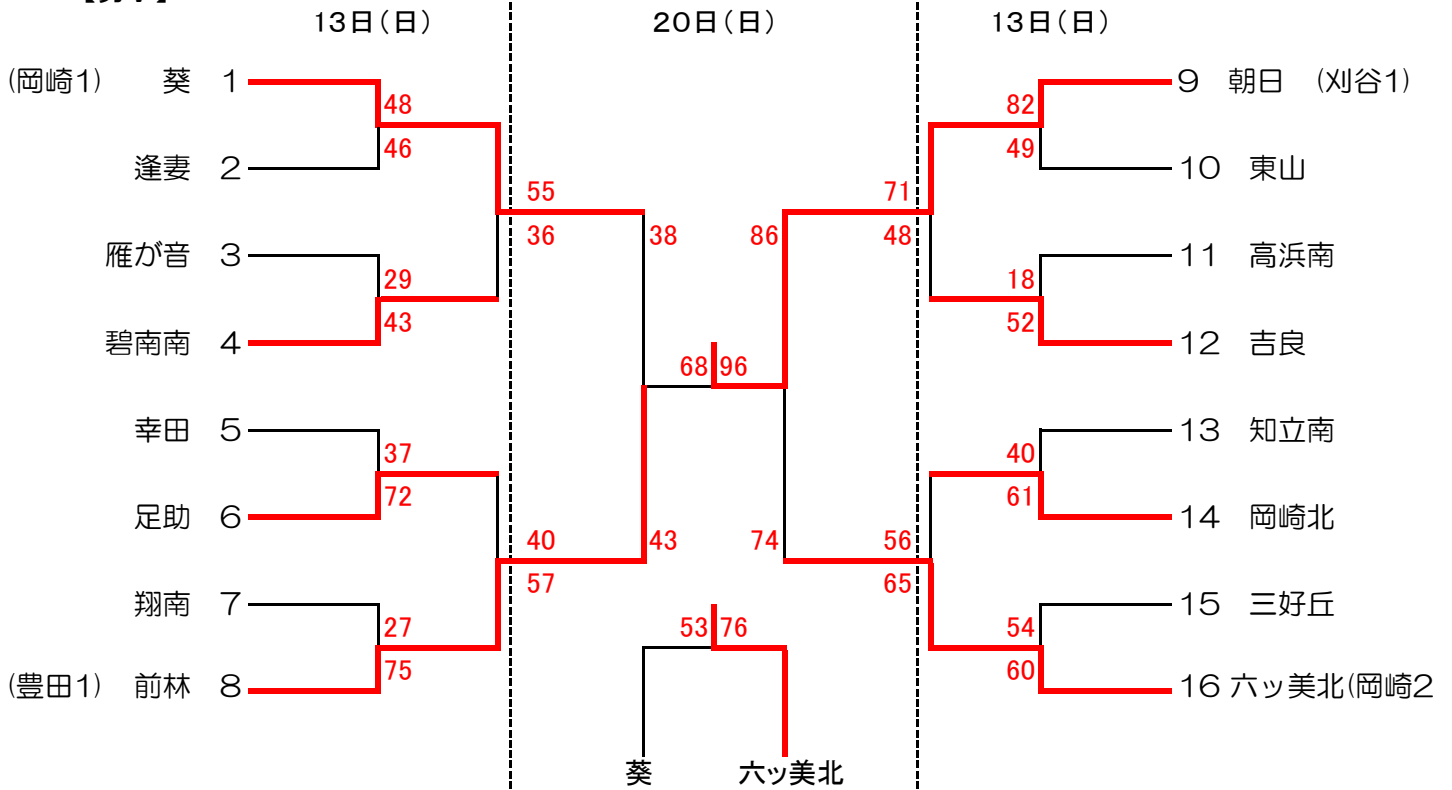 13日(日) 20日(日) 13日(日)
(岡崎1) 葵 1 9 朝日 (刈谷1)
48 82
46 49
逢妻 2 10 東山
55 71
36 38 86 48
雁が音 3 11 高浜南
29 18
43 52
碧南南 4 12 吉良
68 96
幸田 5 13 知立南
37 40
72 61
足助 6 14 岡崎北
40 43 74 56
57 65
翔南 7 15 三好丘
27 53 76 54
75 60
(豊田1) 前林 8 16 六ッ美北(岡崎2
葵 六ッ美北